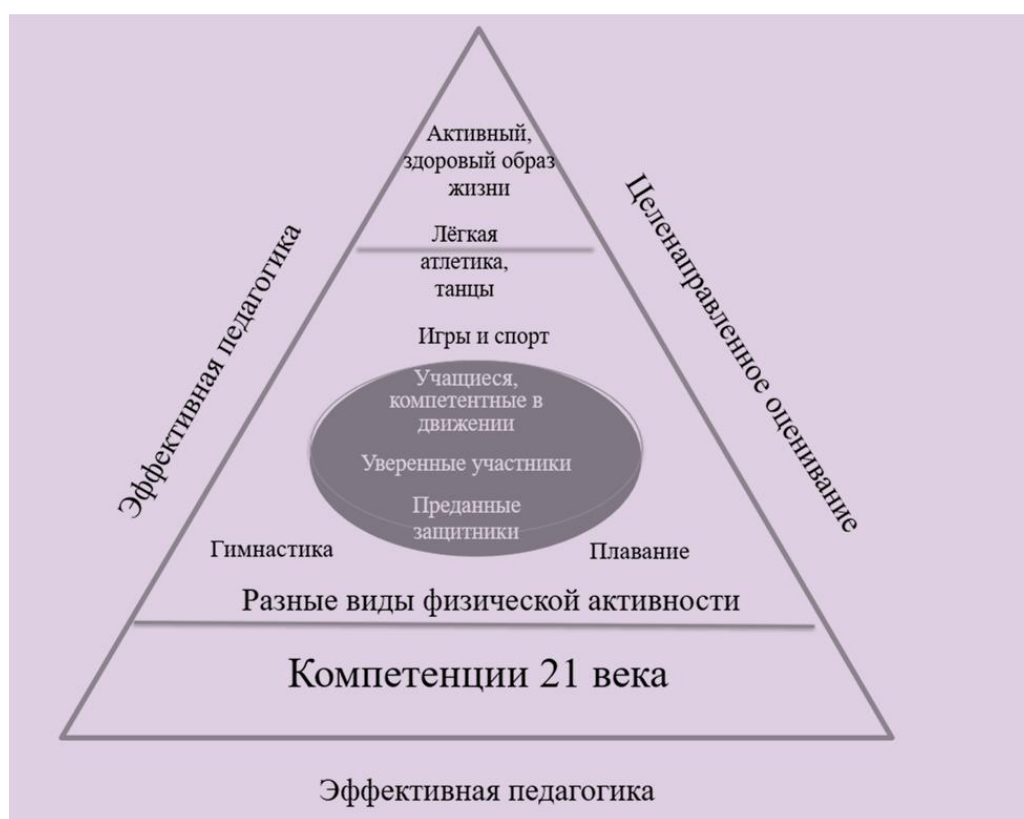 Активный,
здоровый образ
жизни
Лёгкая
атлетика,
танцы
Игры и спорт
Учащиеся,
компетентные в
движении
Уверенные участники
Преданные
защитники
Гимнастика
Плавание
Разные виды физической активности
Компетенции 21 века
Эффективная педагогика
Целенаправленное оценивание
Эффективная педагогика